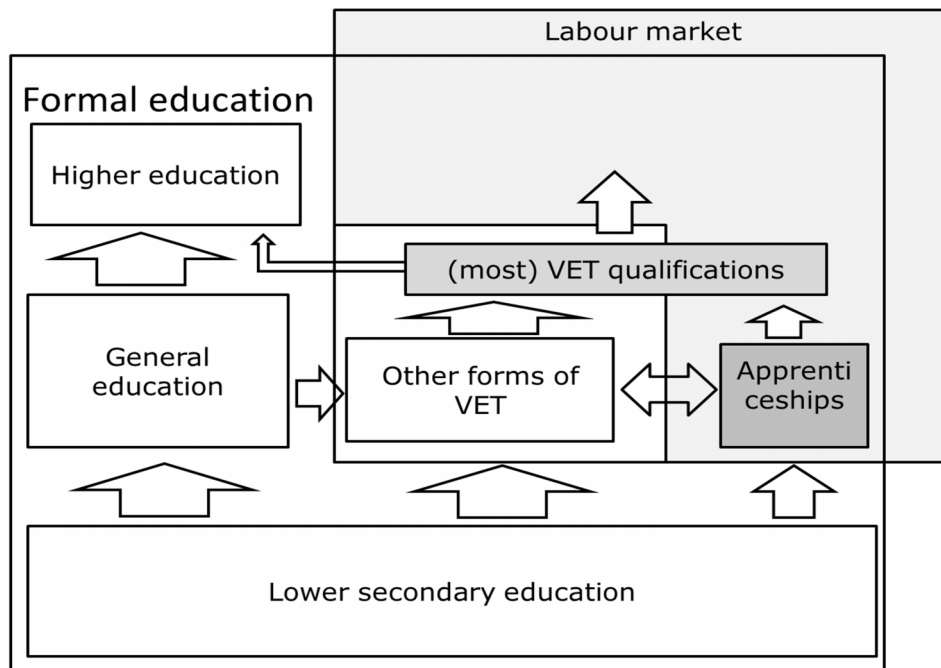 Labour market
Formal education
Higher education
(most) VET qualifications
General
education
Other forms of
VET
Apprenti
ceships
Lower secondary education